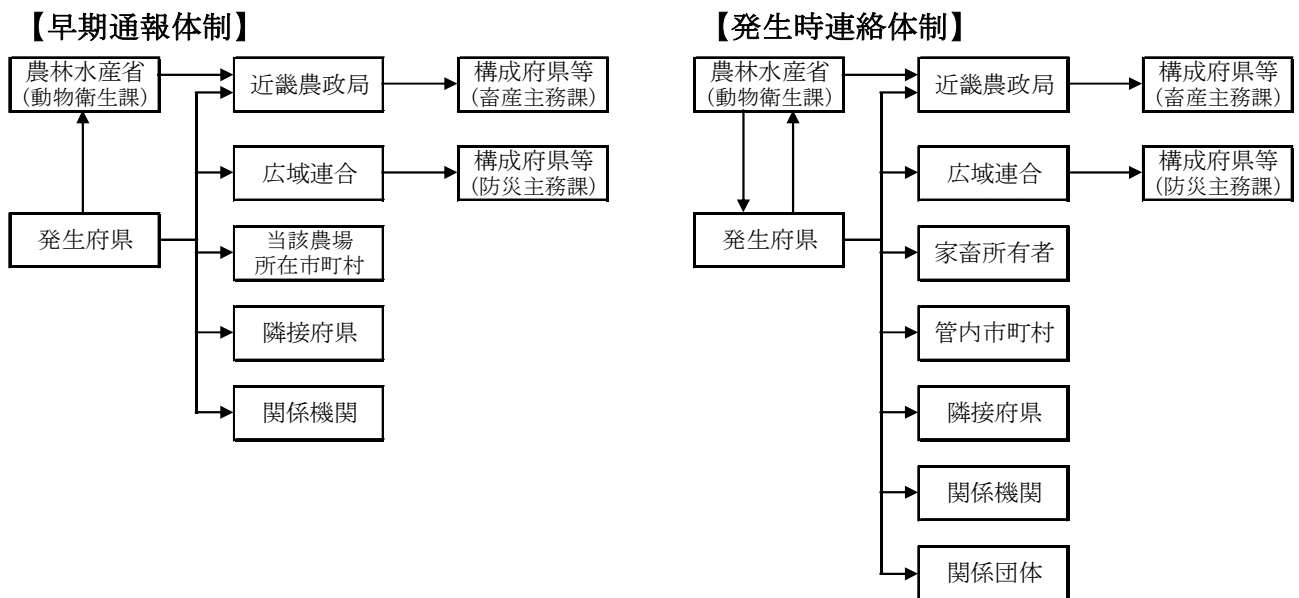 【早期通報体制】
農林水産省
(動物衛生課)
近畿農政局
構成府県等
(畜産主務課)
広域連合
構成府県等
(防災主務課)
発生府県
当該農場
所在市町村
隣接府県
関係機関
【発生時連絡体制】
農林水産省
(動物衛生課)
近畿農政局
構成府県等
(畜産主務課)
広域連合
構成府県等
(防災主務課)
発生府県
家畜所有者
管内市町村
隣接府県
関係機関
関係団体